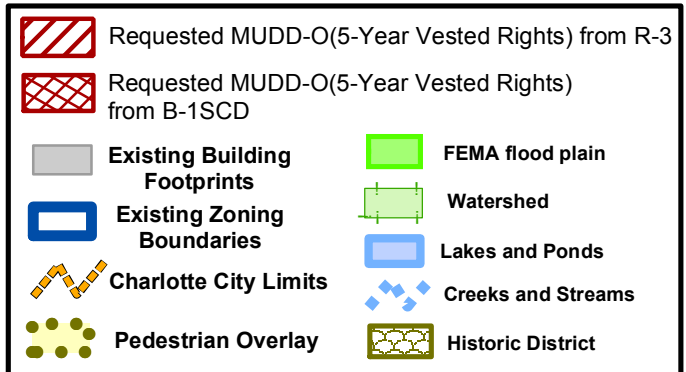 Requested MUDD-O(5-Year Vested Rights) from R-3
Requested MUDD-O(5-Year Vested Rights)
from B-1SCD
Existing Building
Footprints
Existing Zoning
Boundaries
Charlotte City Limits
Pedestrian Overlay
FEMA flood plain
Watershed
Lakes and Ponds
Creeks and Streams
Historic District